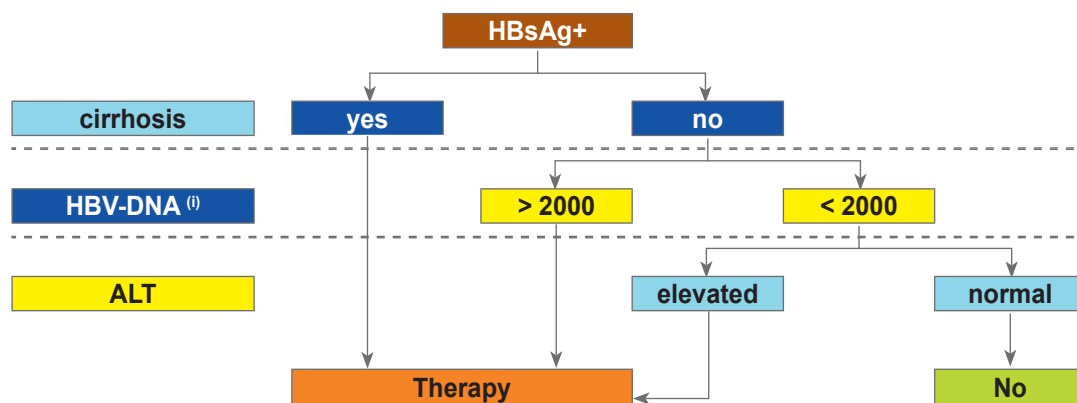 HBsAg+
cirrhosis yes no
HBV-DNA (i) > 2000 < 2000
ALT elevated normal
Therapy No